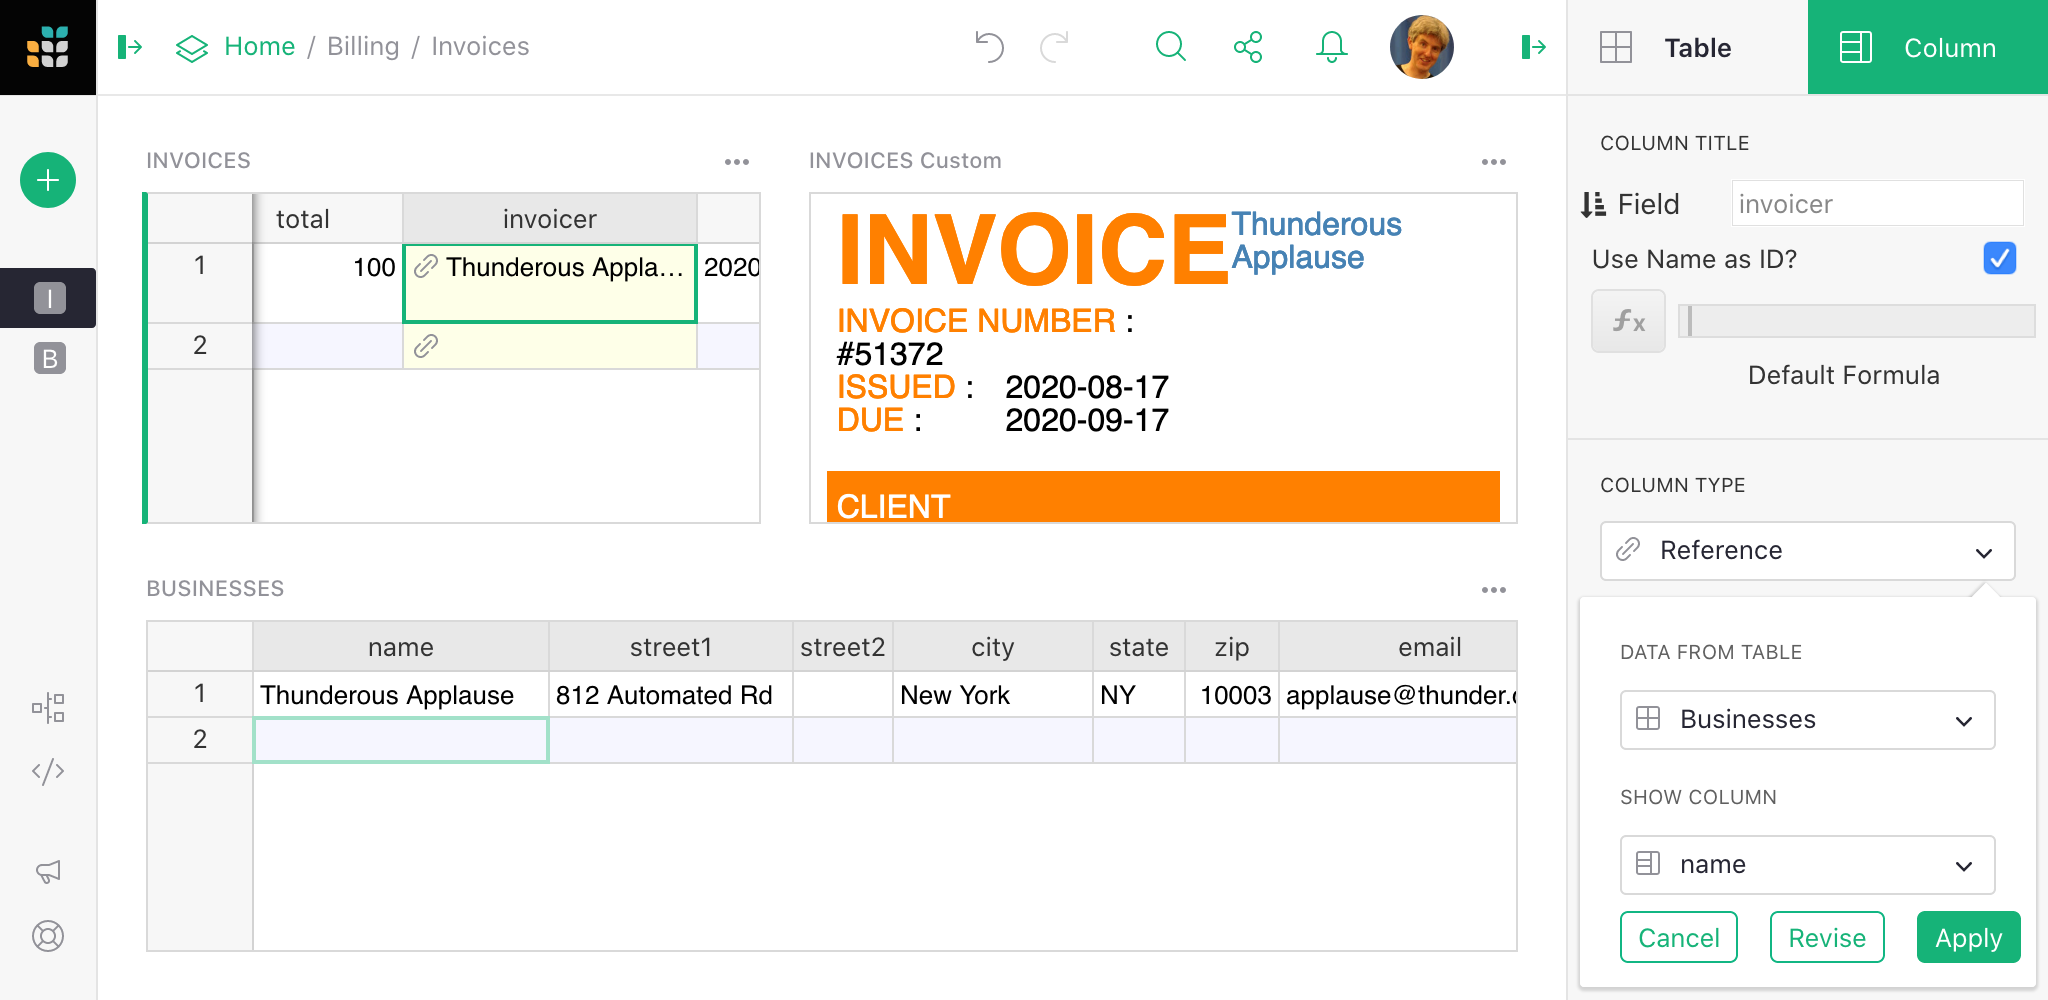 Home / Billing / Invoices
Table
Column
I
B
INVOICES
total
invoicer
1
100
Thunderous Appla...
2020
2
INVOICES Custom
INVOICE
Thunderous
Applause
INVOICE NUMBER :
#51372
ISSUED : 2020-08-17
DUE : 2020-09-17
CLIENT
BUSINESSES
name
street1
street2
city
state
zip
email
1
Thunderous Applause
812 Automated Rd
New York
NY
10003
applause@thunder.
2
COLUMN TITLE
Field
invoicer
Use Name as ID?
fx
Default Formula
COLUMN TYPE
Reference
DATA FROM TABLE
Businesses
SHOW COLUMN
name
Cancel
Revise
Apply